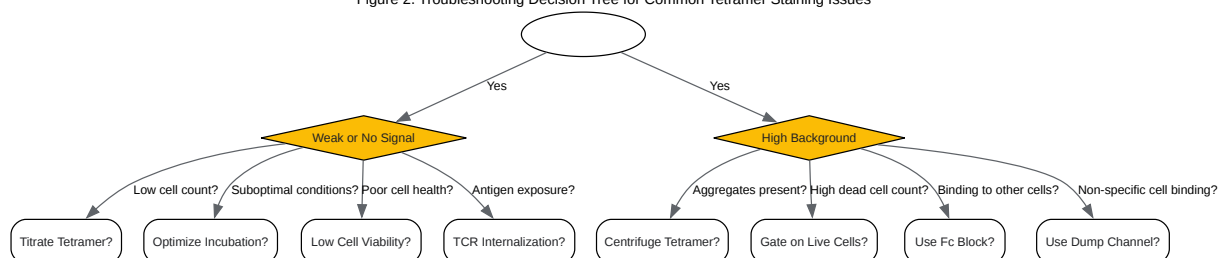 Figure 2: Troubleshooting Decision Tree for Common Tetramer Staining Issues
Yes
Yes
Weak or No Signal
High Background
Low cell count?
Suboptimal conditions?
Poor cell health?
Antigen exposure?
Aggregates present?
High dead cell count?
Binding to other cells?
Non-specific cell binding?
Titrate Tetramer?
Optimize Incubation?
Low Cell Viability?
TCR Internalization?
Centrifuge Tetramer?
Gate on Live Cells?
Use Fc Block?
Use Dump Channel?